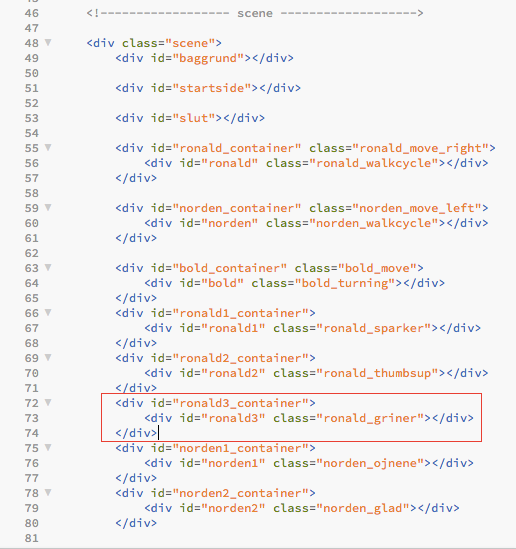 46 <!------------------ scene ------------------->
47
48 <div class="scene">
49 <div id="baggrund"></div>
50
51 <div id="startside"></div>
52
53 <div id="slut"></div>
54
55 <div id="ronald_container" class="ronald_move_right">
56 <div id="ronald" class="ronald_walkcycle"></div>
57 </div>
58
59 <div id="norden_container" class="norden_move_left">
60 <div id="norden" class="norden_walkcycle"></div>
61 </div>
62
63 <div id="bold_container" class="bold_move">
64 <div id="bold" class="bold_turning"></div>
65 </div>
66 <div id="ronald1_container">
67 <div id="ronald1" class="ronald_sparker"></div>
68 </div>
69 <div id="ronald2_container">
70 <div id="ronald2" class="ronald_thumbsup"></div>
71 </div>
72 <div id="ronald3_container">
73 <div id="ronald3" class="ronald_griner"></div>
74 </div>
75 <div id="norden1_container">
76 <div id="norden1" class="norden_ojnene"></div>
77 </div>
78 <div id="norden2_container">
79 <div id="norden2" class="norden_glad"></div>
80 </div>
81